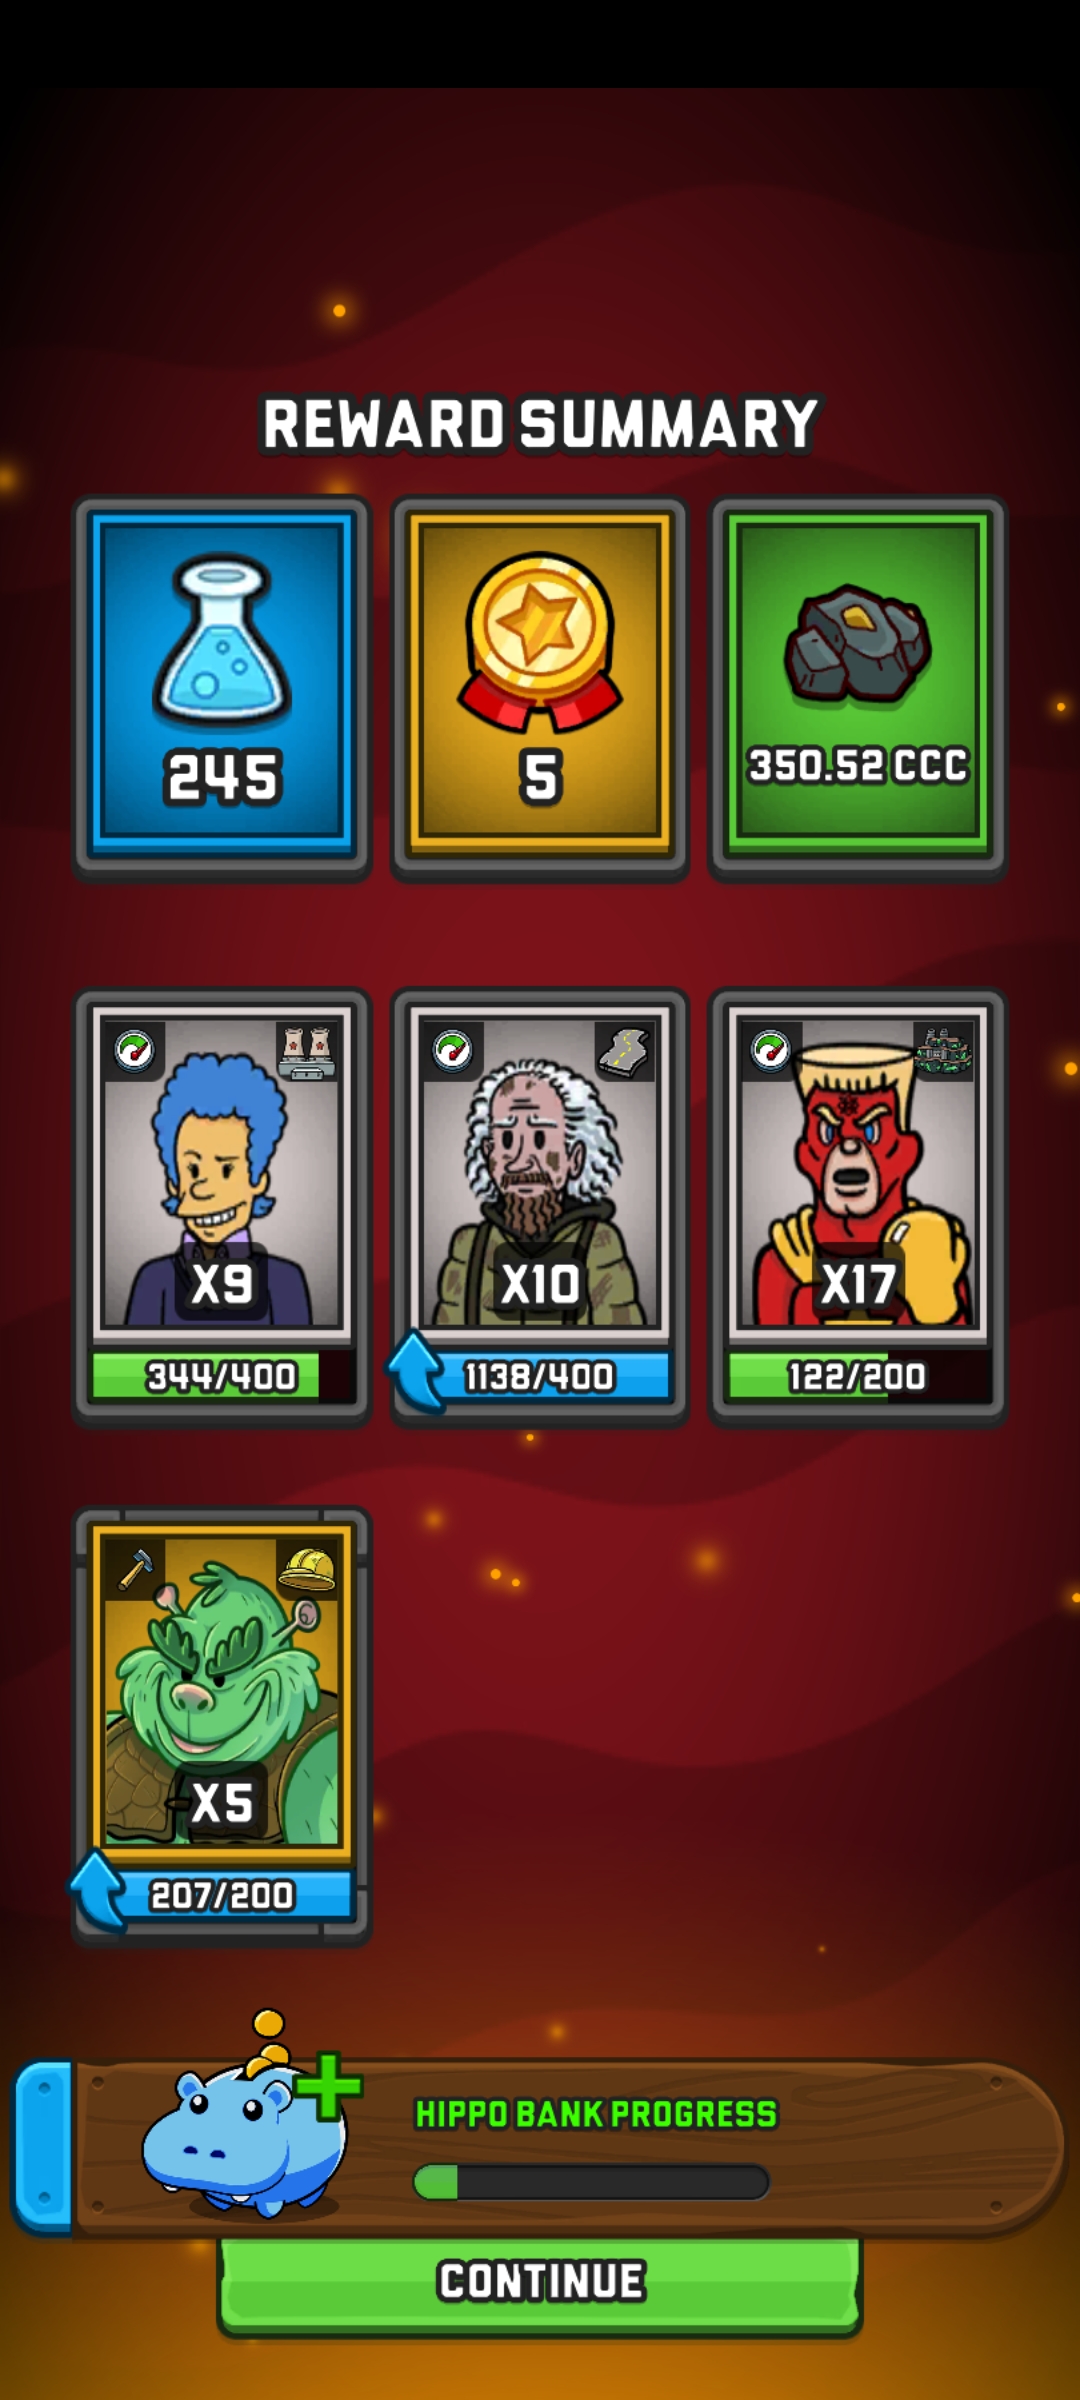 REWARD SUMMARY
245
5
350.52 CCC
X9
X10
X17
344/400
1138/400
122/200
X5
207/200
HIPPO BANK PROGRESS
CONTINUE